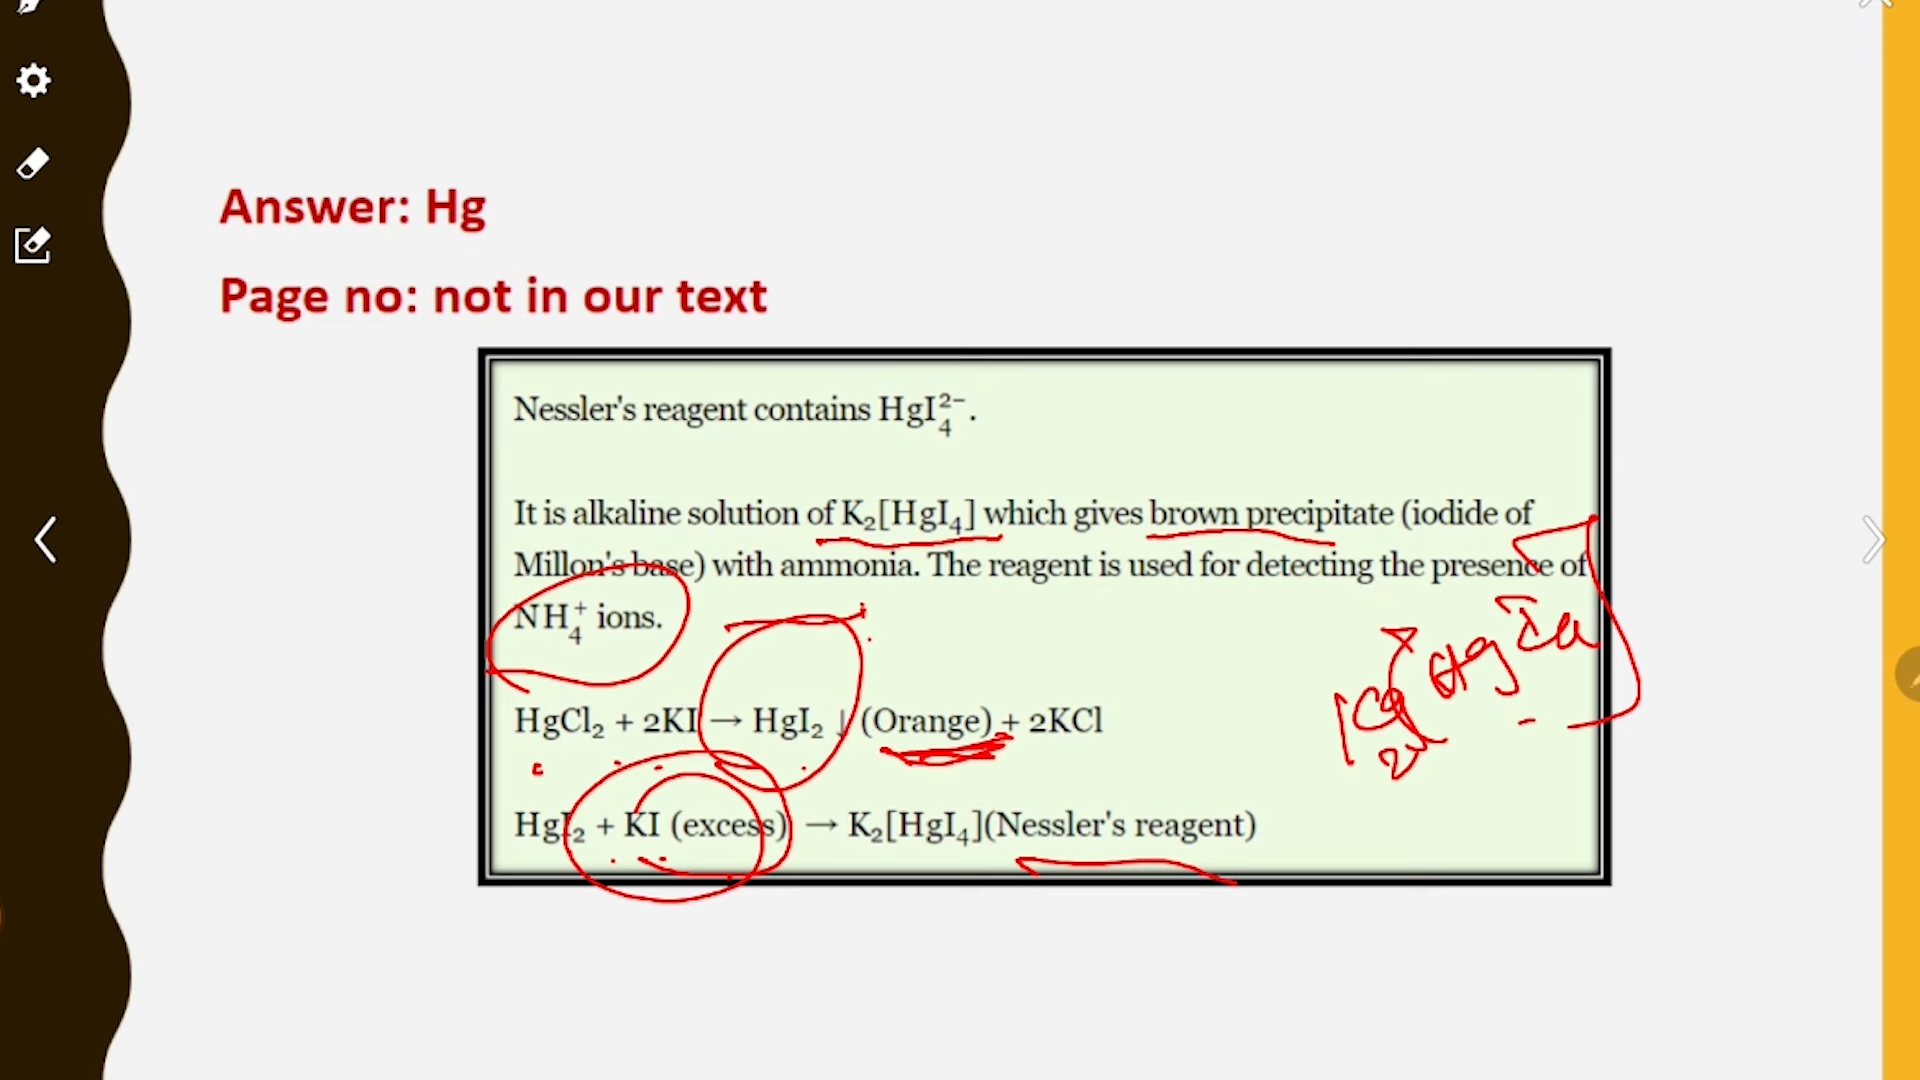 Answer: Hg
Page no: not in our text
Nessler's reagent contains HgI₄²⁻.
It is alkaline solution of K₂[HgI₄] which gives brown precipitate (iodide of
Millon's base) with ammonia. The reagent is used for detecting the presence of
NH₄⁺ ions.
HgCl₂ + 2KI → HgI₂ ↓ (Orange) + 2KCl
HgI₂ + KI (excess) → K₂[HgI₄](Nessler's reagent)